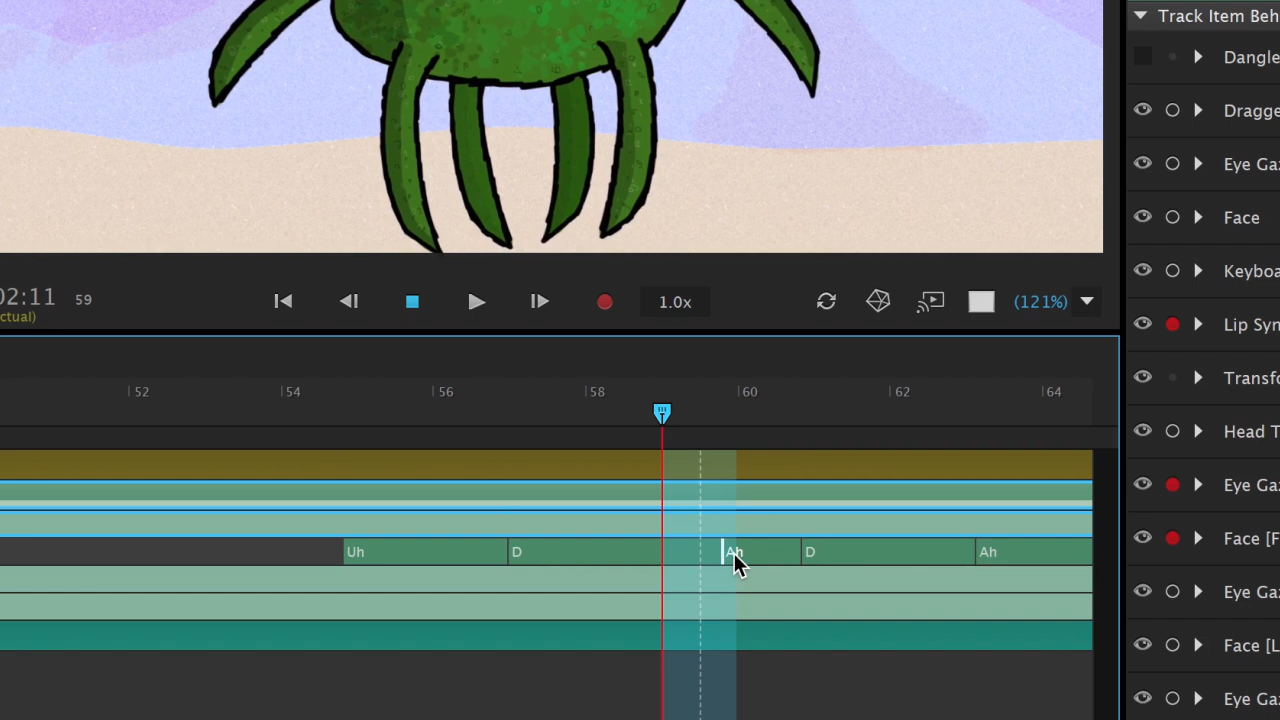 Track Item Beh
Dangle
Dragge
Eye Ga
Face
Keyboa
Lip Syn
Transfo
Head T
Eye Ga
Face [F
Eye Ga
Face [L
Eye Ga
02:11 59
ctual)
1.0x
(121%)
52 54 56 58 60 62 64
Uh D Ah D Ah